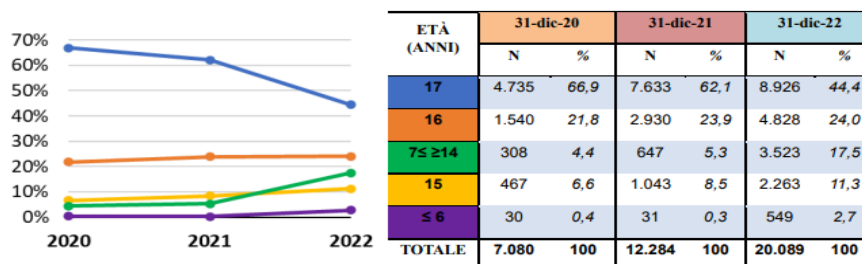 70%
60%
50%
40%
30%
20%
10%
0%
2020 2021 2022
ETÀ (ANNI) 31-dic-20 31-dic-21 31-dic-22
N % N % N %
17 4.735 66,9 7.633 62,1 8.926 44,4
16 1.540 21,8 2.930 23,9 4.828 24,0
7≤ ≥14 308 4,4 647 5,3 3.523 17,5
15 467 6,6 1.043 8,5 2.263 11,3
≤ 6 30 0,4 31 0,3 549 2,7
TOTALE 7.080 100 12.284 100 20.089 100